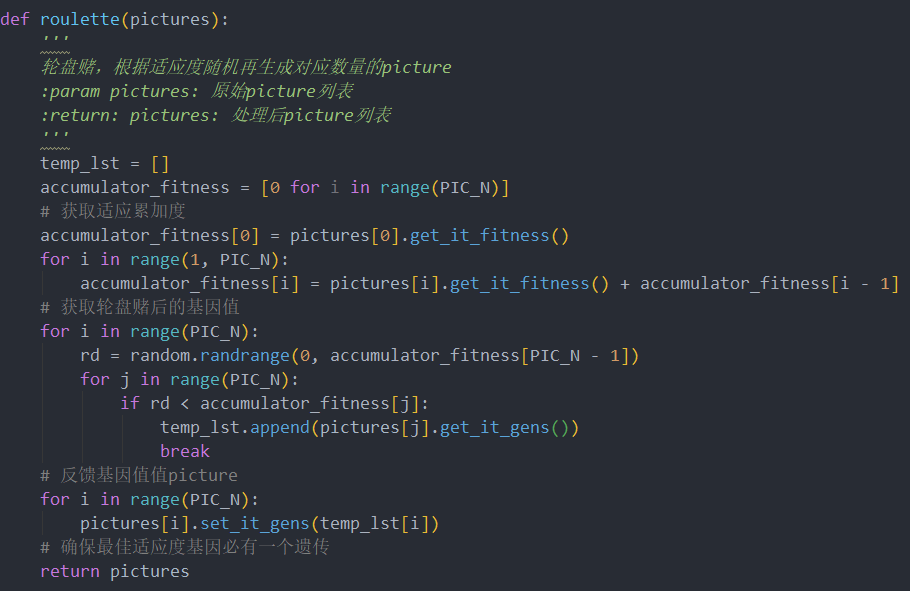 def roulette(pictures):
    '''
    轮盘赌，根据适应度随机再生成对应数量的picture
    :param pictures: 原始picture列表
    :return: pictures: 处理后picture列表
    '''
    temp_lst = []
    accumulator_fitness = [0 for i in range(PIC_N)]
    # 获取适应累加度
    accumulator_fitness[0] = pictures[0].get_it_fitness()
    for i in range(1, PIC_N):
        accumulator_fitness[i] = pictures[i].get_it_fitness() + accumulator_fitness[i - 1]
    # 获取轮盘赌后的基因值
    for i in range(PIC_N):
        rd = random.randrange(0, accumulator_fitness[PIC_N - 1])
        for j in range(PIC_N):
            if rd < accumulator_fitness[j]:
                temp_lst.append(pictures[j].get_it_gens())
                break
    # 反馈基因值值picture
    for i in range(PIC_N):
        pictures[i].set_it_gens(temp_lst[i])
    # 确保最佳适应度基因必有一个遗传
    return pictures